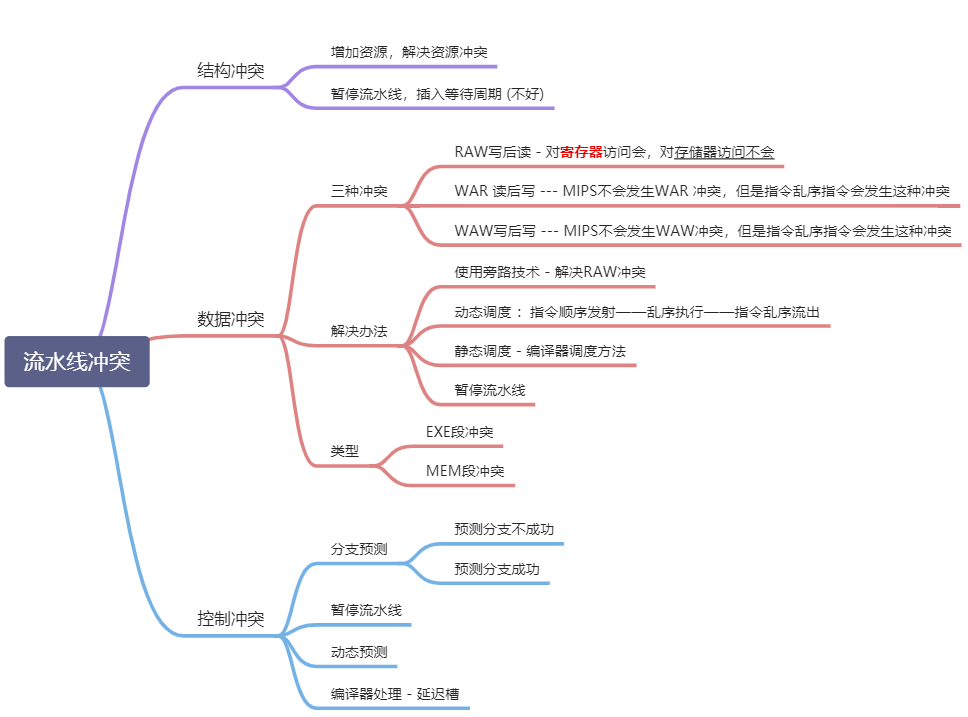 流水线冲突
结构冲突
增加资源，解决资源冲突
暂停流水线，插入等待周期 (不好)
数据冲突
三种冲突
RAW写后读 - 对寄存器访问会，对存储器访问不会
WAR 读后写 --- MIPS不会发生WAR 冲突，但是指令乱序指令会发生这种冲突
WAW写后写 --- MIPS不会发生WAW冲突，但是指令乱序指令会发生这种冲突
解决办法
使用旁路技术 - 解决RAW冲突
动态调度 ：指令顺序发射——乱序执行——指令乱序流出
静态调度 - 编译器调度方法
暂停流水线
类型
EXE段冲突
MEM段冲突
控制冲突
分支预测
预测分支不成功
预测分支成功
暂停流水线
动态预测
编译器处理 - 延迟槽